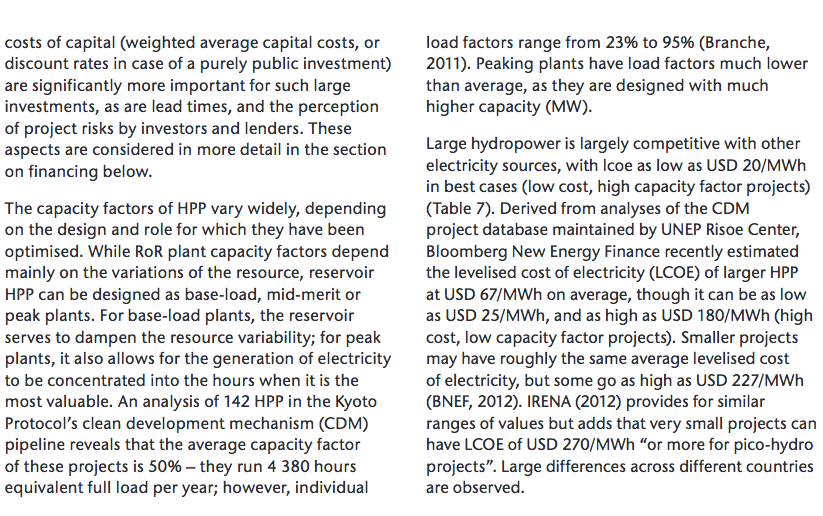 costs of capital (weighted average capital costs, or
discount rates in case of a purely public investment)
are significantly more important for such large
investments, as are lead times, and the perception
of project risks by investors and lenders. These
aspects are considered in more detail in the section
on financing below.
The capacity factors of HPP vary widely, depending
on the design and role for which they have been
optimised. While RoR plant capacity factors depend
mainly on the variations of the resource, reservoir
HPP can be designed as base-load, mid-merit or
peak plants. For base-load plants, the reservoir
serves to dampen the resource variability; for peak
plants, it also allows for the generation of electricity
to be concentrated into the hours when it is the
most valuable. An analysis of 142 HPP in the Kyoto
Protocol's clean development mechanism (CDM)
pipeline reveals that the average capacity factor
of these projects is 50% – they run 4 380 hours
equivalent full load per year; however, individual
load factors range from 23% to 95% (Branche,
2011). Peaking plants have load factors much lower
than average, as they are designed with much
higher capacity (MW).
Large hydropower is largely competitive with other
electricity sources, with lcoe as low as USD 20/MWh
in best cases (low cost, high capacity factor projects)
(Table 7). Derived from analyses of the CDM
project database maintained by UNEP Risoe Center,
Bloomberg New Energy Finance recently estimated
the levelised cost of electricity (LCOE) of larger HPP
at USD 67/MWh on average, though it can be as low
as USD 25/MWh, and as high as USD 180/MWh (high
cost, low capacity factor projects). Smaller projects
may have roughly the same average levelised cost
of electricity, but some go as high as USD 227/MWh
(BNEF, 2012). IRENA (2012) provides for similar
ranges of values but adds that very small projects can
have LCOE of USD 270/MWh “or more for pico-hydro
projects”. Large differences across different countries
are observed.